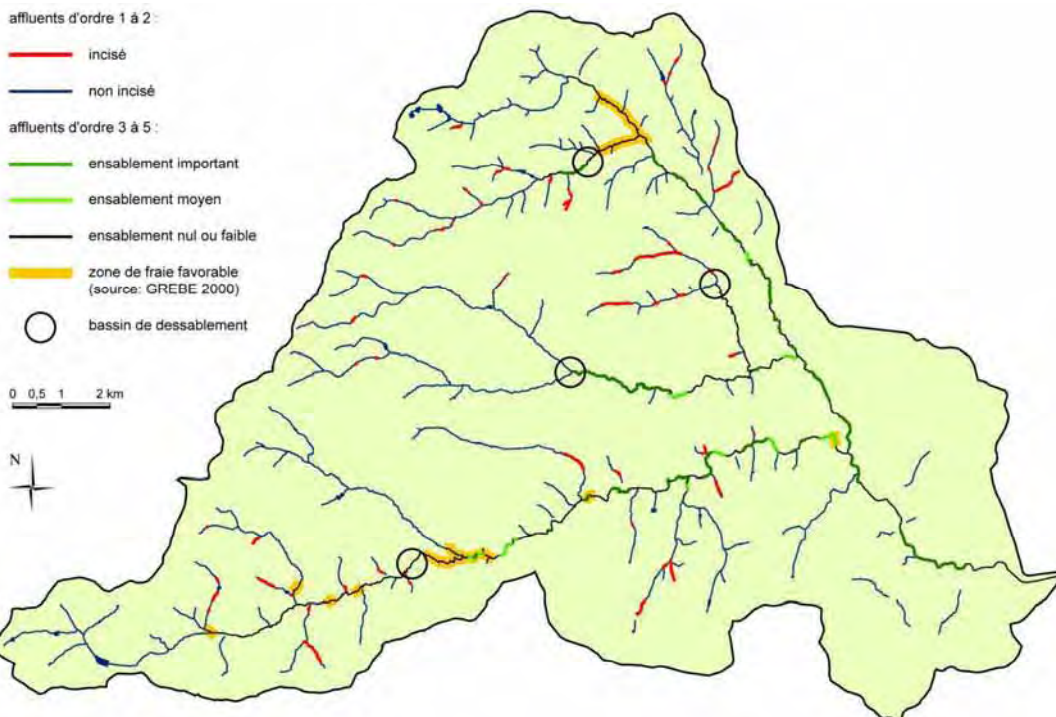 affluents d'ordre 1 à 2 :
incisé
non incisé
affluents d'ordre 3 à 5 :
ensablement important
ensablement moyen
ensablement nul ou faible
zone de fraie favorable
(source: GREBE 2000)
bassin de dessablement
0 0,5 1 2 km
N